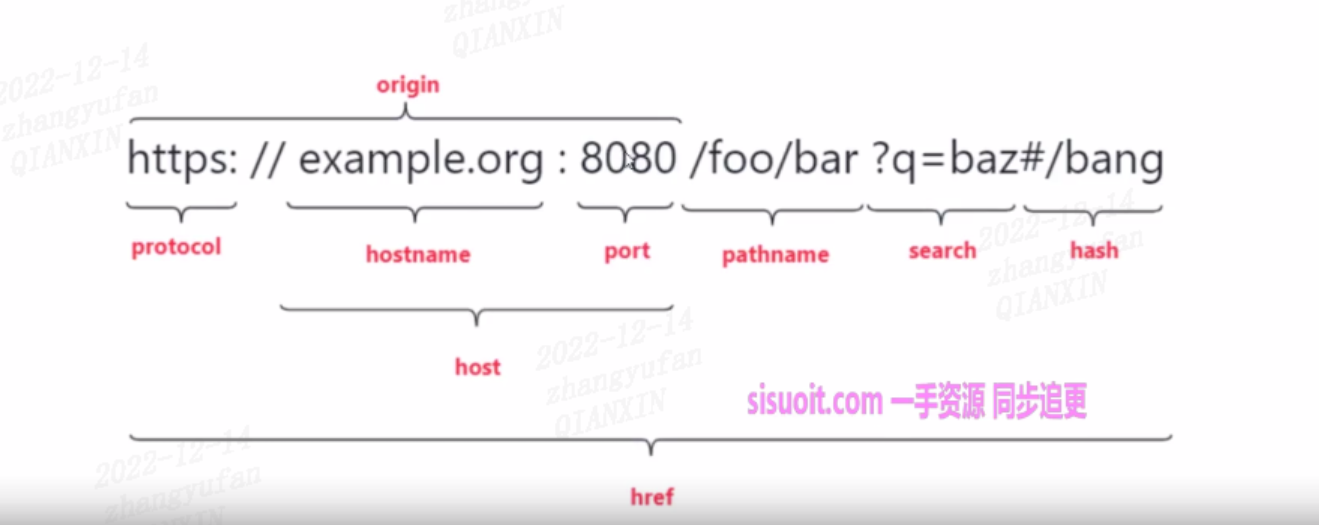 zhangyufan
QIANXIN
2022-12-14
zhangyufan
QIANXIN
origin
https: // example.org : 8080 /foo/bar ?q=baz#/bang
protocol
hostname
port
pathname
search
hash
2022-12-14
zhangyufan
QIANXIN
host
2022-12-14
zhangyufan
QIANXIN
sisuoit.com 一手资源 同步追更
href
2022-12-14
zhangyufan
QIANXIN